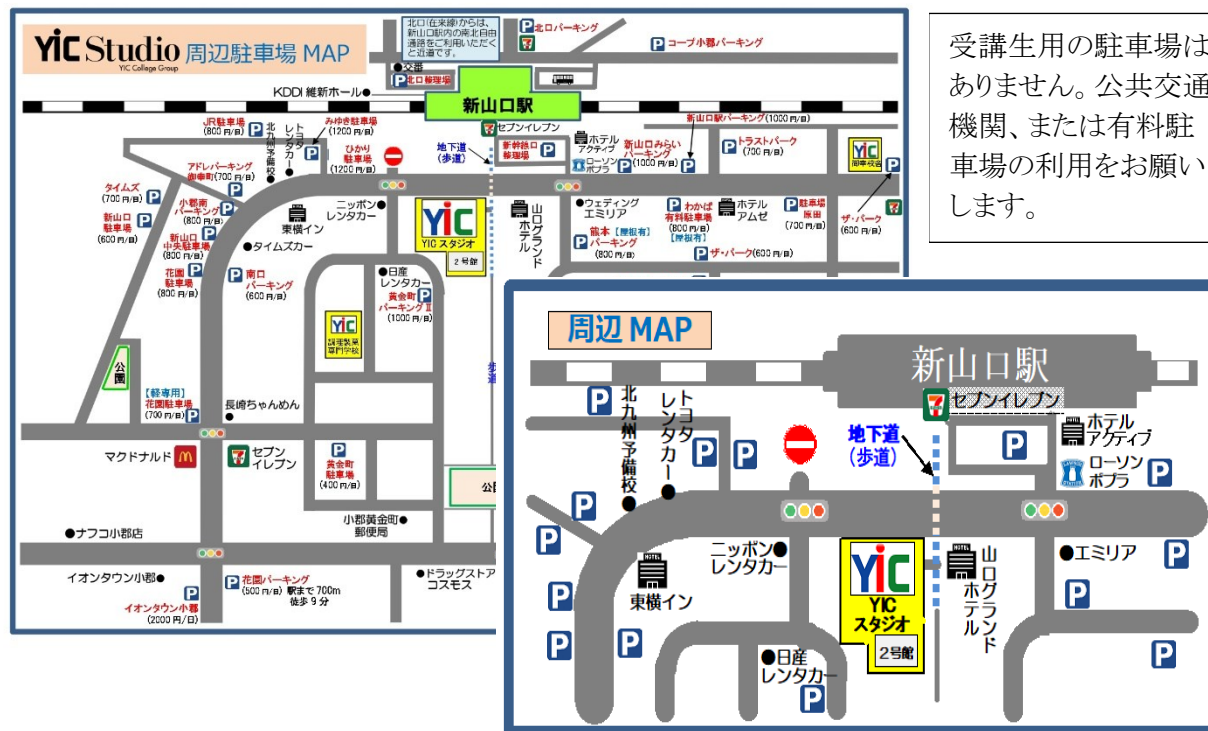 YIC Studio 周辺駐車場 MAP
YIC College Group
北口(在来線)からは、
新山口駅内の南北自由
通路をご利用いただく
と近道です。
P 北口パーキング
P コープ小郡パーキング
●交番
P 北口整理場
KDDI 維新ホール●
新山口駅
JR駐車場
(800 円/日)
北九州予備校●
トヨタ
レンタカー●
みゆき駐車場
(1200 円/日)
ひかり
駐車場
(1200 円/日)
地下道
(歩道)
セブンイレブン
新幹線口
整理場
ホテル
アクティブ
ローソン
ポプラ
新山口みらい
パーキング
(1000 円/日)
新山口駅パーキング(1000 円/日)
トラストパーク
(700 円/日)
YIC
ザ・パーク
(600 円/日)
アドレパーキング
御幸町(700 円/日)
タイムズ
(700 円/日)
新山口
駐車場
(600 円/日)
小郡南
パーキング
(800 円/日)
新山口
中央駐車場
(800 円/日)
花園
駐車場
(800 円/日)
東横イン
●タイムズカー
南口
パーキング
(600 円/日)
ニッポン●
レンタカー
YIC
YIC スタジオ
2 号館
山口グランド
ホテル
●ウェディング
エミリア
熊本【屋根有】
パーキング
(800 円/日)
わかば
有料駐車場
(800 円/日)
【屋根有】
ホテル
アムゼ
駐車場
原田
(700 円/日)
ザ・パーク(600 円/日)
●日産
レンタカー
黄金町
パーキングⅡ
(1000 円/日)
YIC
調理製菓
専門学校
歩道
公園
【軽専用】
花園駐車場
(700 円/日)
長崎ちゃんめん
●
マクドナルド
セブン
イレブン
黄金町
駐車場
(400 円/日)
●ナフコ小郡店
小郡黄金町●
郵便局
イオンタウン小郡●
イオンタウン小郡
(2000 円/日)
花園パーキング
(500 円/日) 駅まで 700m
徒歩 9 分
●ドラッグストア
コスモス
受講生用の駐車場は
ありません。公共交通
機関、または有料駐
車場の利用をお願い
します。
周辺 MAP
新山口駅
セブンイレブン
北九州予備校●
トヨタ
レンタカー●
地下道
(歩道)
ホテル
アクティブ
ローソン
ポプラ
ニッポン●
レンタカー
東横イン
YIC
YIC
スタジオ
2号館
HOTEL
山口グランド
ホテル
●エミリア
●日産
レンタカー